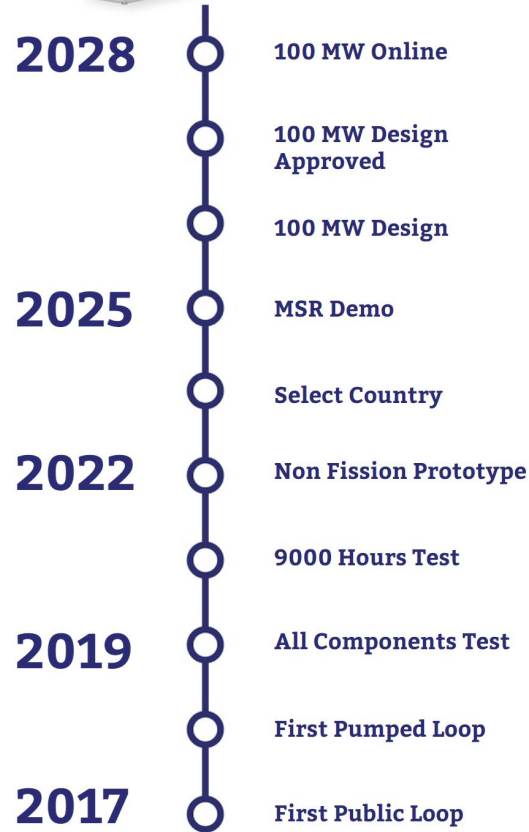 2028
100 MW Online
100 MW Design
Approved
100 MW Design
2025
MSR Demo
Select Country
2022
Non Fission Prototype
9000 Hours Test
2019
All Components Test
First Pumped Loop
2017
First Public Loop